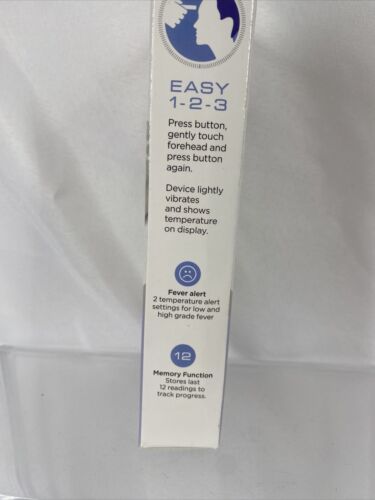 EASY
1-2-3
Press button,
gently touch
forehead and
press button
again.
Device lightly
vibrates
and shows
temperature
on display.
Fever alert
2 temperature alert
settings for low and
high grade fever
12
Memory Function
Stores last
12 readings to
track progress.